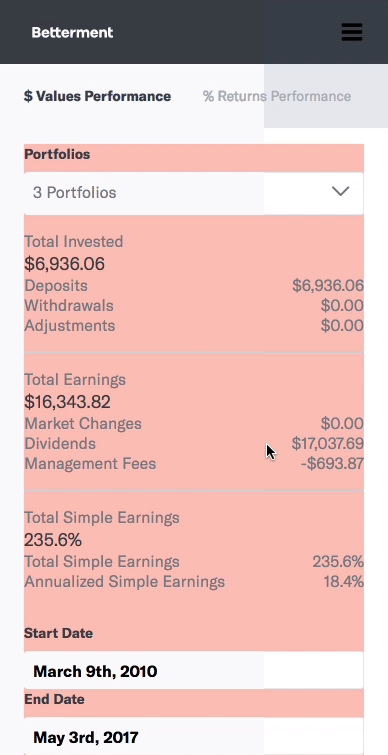 Betterment
$ Values Performance % Returns Performance
Portfolios
3 Portfolios
Total Invested
$6,936.06
Deposits $6,936.06
Withdrawals $0.00
Adjustments $0.00
Total Earnings
$16,343.82
Market Changes $0.00
Dividends $17,037.69
Management Fees -$693.87
Total Simple Earnings
235.6%
Total Simple Earnings 235.6%
Annualized Simple Earnings 18.4%
Start Date
March 9th, 2010
End Date
May 3rd, 2017